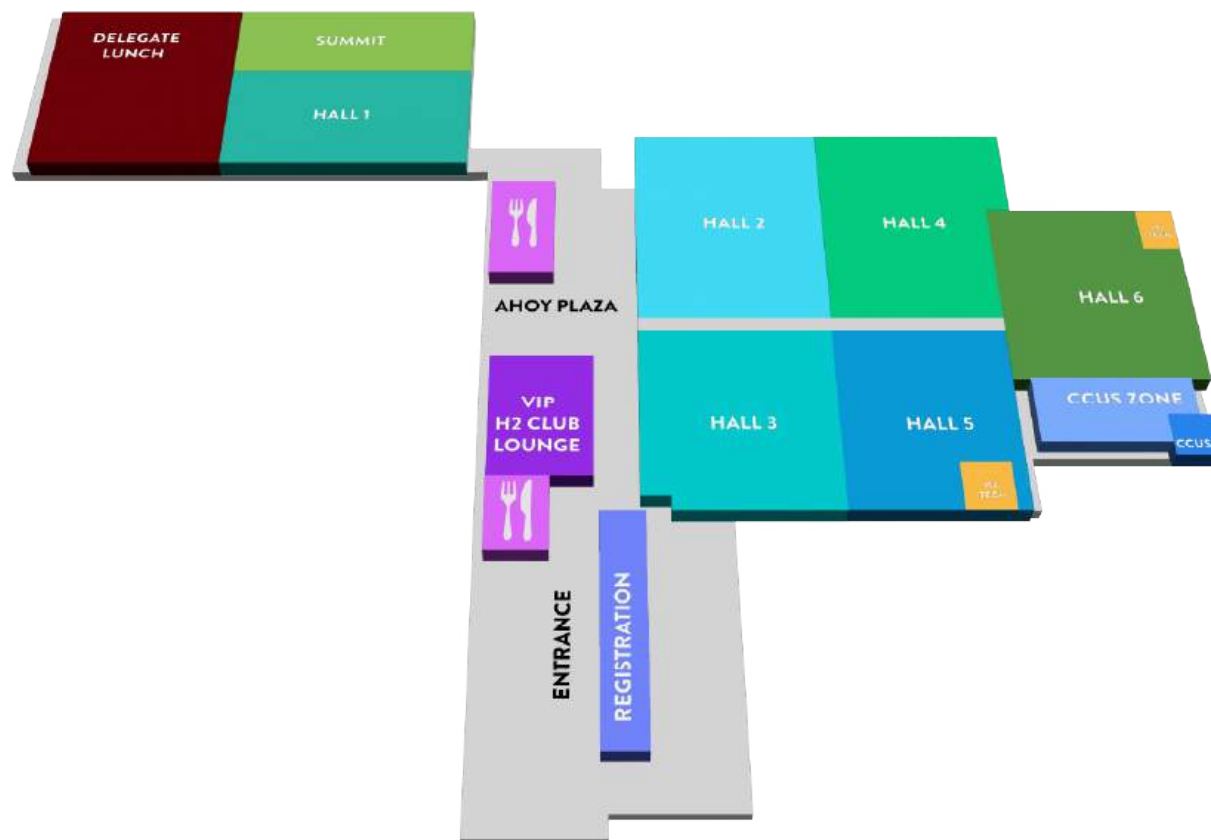 DELEGATE
LUNCH
SUMMIT
HALL 1
HALL 2
HALL 4
HALL 6
AHOY PLAZA
VIP
H2 CLUB
LOUNGE
HALL 3
HALL 5
CCUS ZONE
CCUS
TECH
ENTRANCE
REGISTRATION